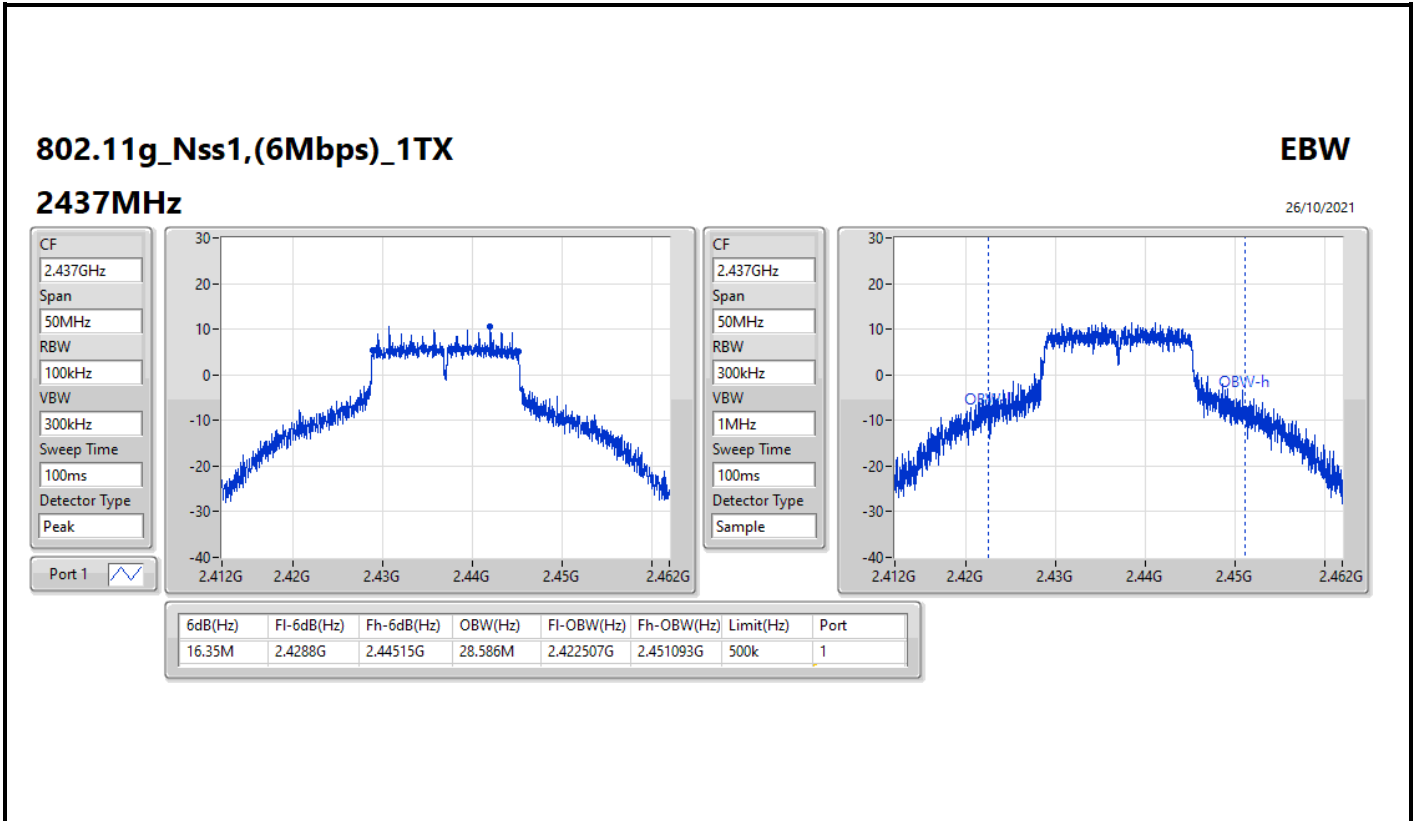 802.11g_Nss1,(6Mbps)_1TX EBW
2437MHz 26/10/2021
CF
2.437GHz
Span
50MHz
RBW
100kHz
VBW
300kHz
Sweep Time
100ms
Detector Type
Peak
Port 1
30
20
10
0
-10
-20
-30
-40
2.412G 2.42G 2.43G 2.44G 2.45G 2.462G
CF
2.437GHz
Span
50MHz
RBW
300kHz
VBW
1MHz
Sweep Time
100ms
Detector Type
Sample
30
20
10
0
-10
-20
-30
-40
OBW-h
2.412G 2.42G 2.43G 2.44G 2.45G 2.462G
6dB(Hz) Fl-6dB(Hz) Fh-6dB(Hz) OBW(Hz) Fl-OBW(Hz) Fh-OBW(Hz) Limit(Hz) Port
16.35M 2.4288G 2.44515G 28.586M 2.422507G 2.451093G 500k 1